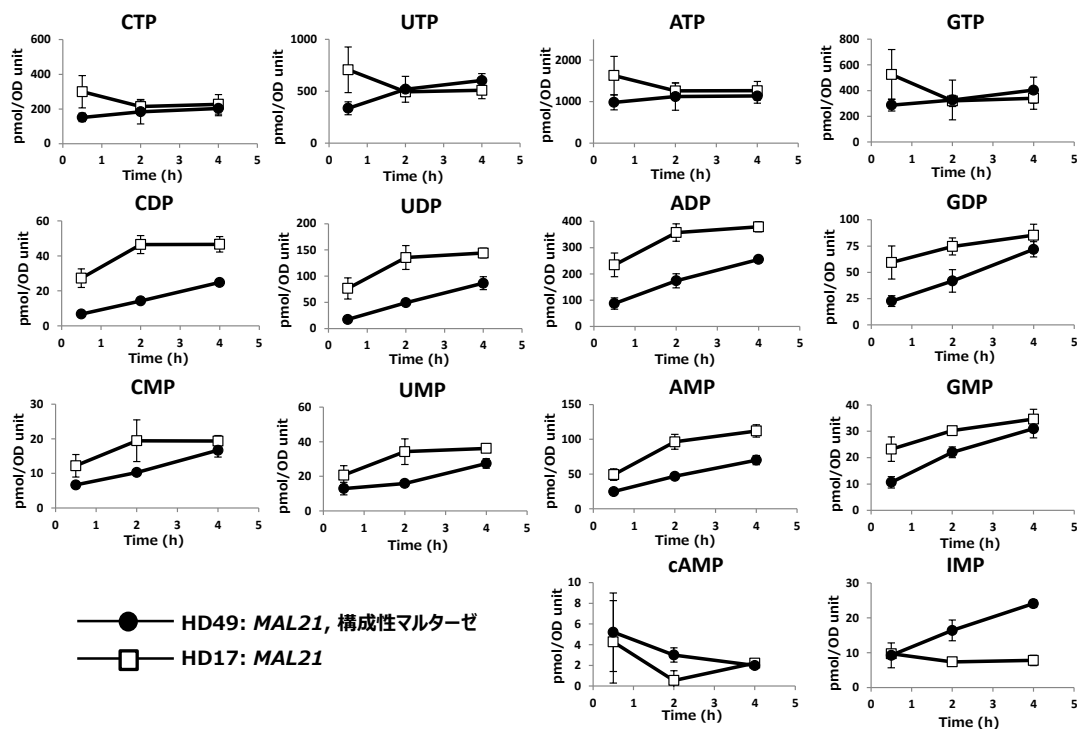 CTP
pmol/OD unit
600
400
200
0
0 1 2 3 4 5
Time (h)
UTP
pmol/OD unit
1000
500
0
0 1 2 3 4 5
Time (h)
ATP
pmol/OD unit
2000
1000
0
0 1 2 3 4 5
Time (h)
GTP
pmol/OD unit
800
600
400
200
0
0 1 2 3 4 5
Time (h)
CDP
pmol/OD unit
60
40
20
0
0 1 2 3 4 5
Time (h)
UDP
pmol/OD unit
200
150
100
50
0
0 1 2 3 4 5
Time (h)
ADP
pmol/OD unit
400
300
200
100
0
0 1 2 3 4 5
Time (h)
GDP
pmol/OD unit
100
75
50
25
0
0 1 2 3 4 5
Time (h)
CMP
pmol/OD unit
30
20
10
0
0 1 2 3 4 5
Time (h)
UMP
pmol/OD unit
60
40
20
0
0 1 2 3 4 5
Time (h)
AMP
pmol/OD unit
150
100
50
0
0 1 2 3 4 5
Time (h)
GMP
pmol/OD unit
40
30
20
10
0
0 1 2 3 4 5
Time (h)
cAMP
pmol/OD unit
10
8
6
4
2
0
0 1 2 3 4 5
Time (h)
IMP
pmol/OD unit
30
20
10
0
0 1 2 3 4 5
Time (h)
HD49: MAL21, 構成性マルターゼ
HD17: MAL21